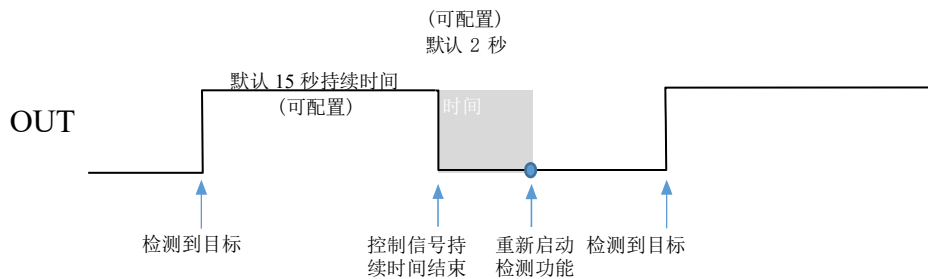 (可配置)
默认 2 秒
默认 15 秒持续时间
(可配置)
时间
OUT
检测到目标
控制信号持
续时间结束
重新启动
检测功能
检测到目标